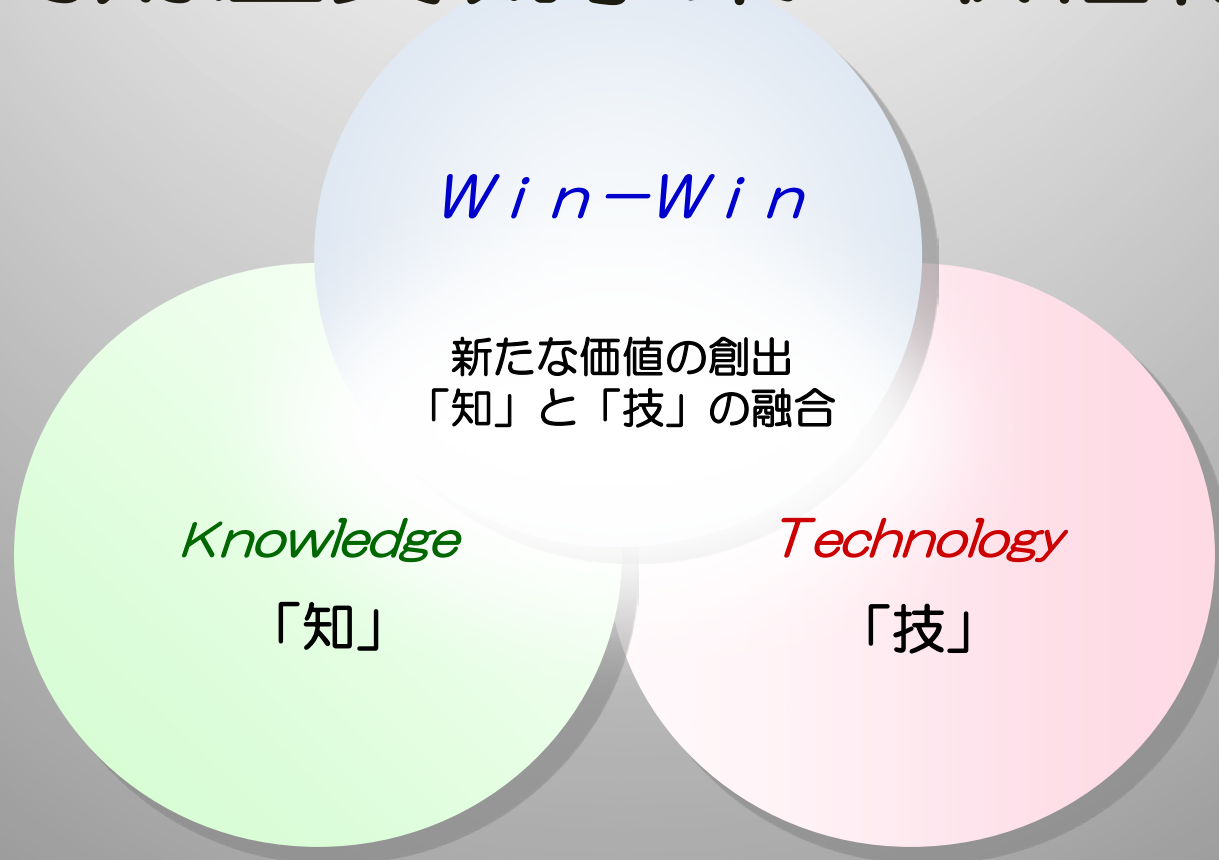 Ｗｉｎ－Ｗｉｎ
新たな価値の創出
「知」と「技」の融合
Knowledge
Technology
「知」
「技」